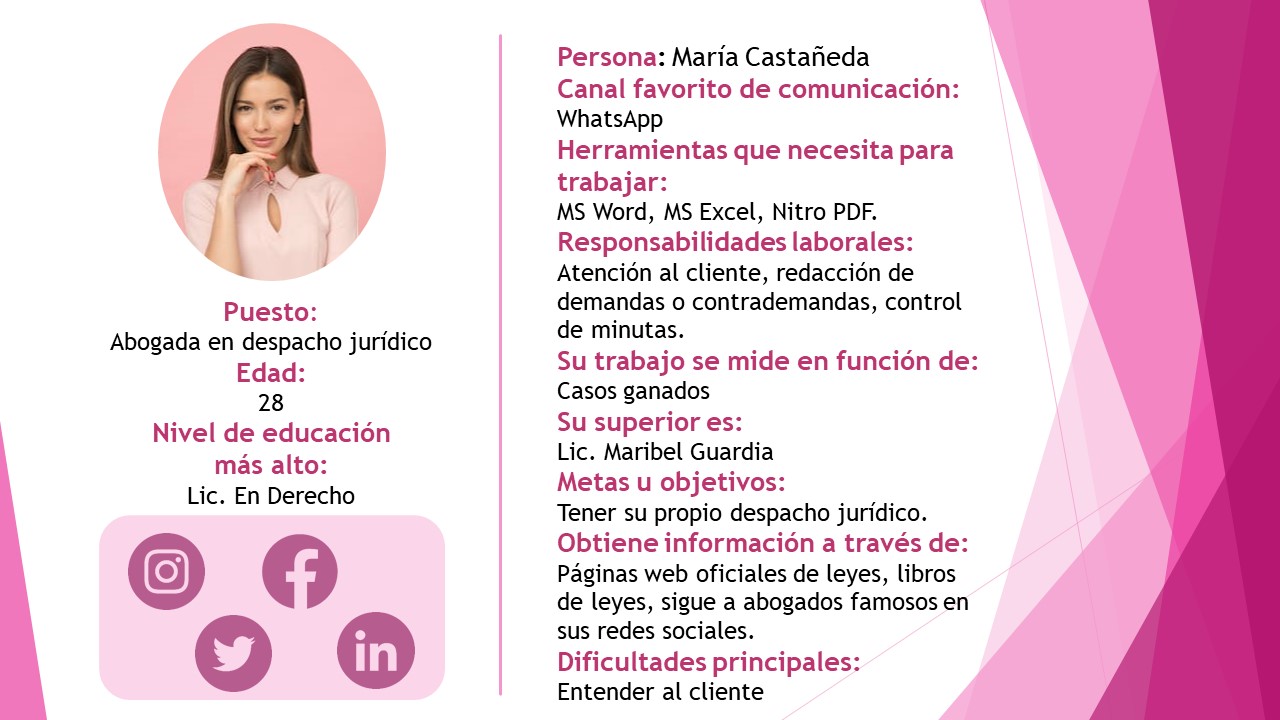 Puesto:
Abogada en despacho jurídico
Edad:
28
Nivel de educación
más alto:
Lic. En Derecho
Persona: María Castañeda
Canal favorito de comunicación:
WhatsApp
Herramientas que necesita para
trabajar:
MS Word, MS Excel, Nitro PDF.
Responsabilidades laborales:
Atención al cliente, redacción de
demandas o contrademandas, control
de minutas.
Su trabajo se mide en función de:
Casos ganados
Su superior es:
Lic. Maribel Guardia
Metas u objetivos:
Tener su propio despacho jurídico.
Obtiene información a través de:
Páginas web oficiales de leyes, libros
de leyes, sigue a abogados famosos en
sus redes sociales.
Dificultades principales:
Entender al cliente